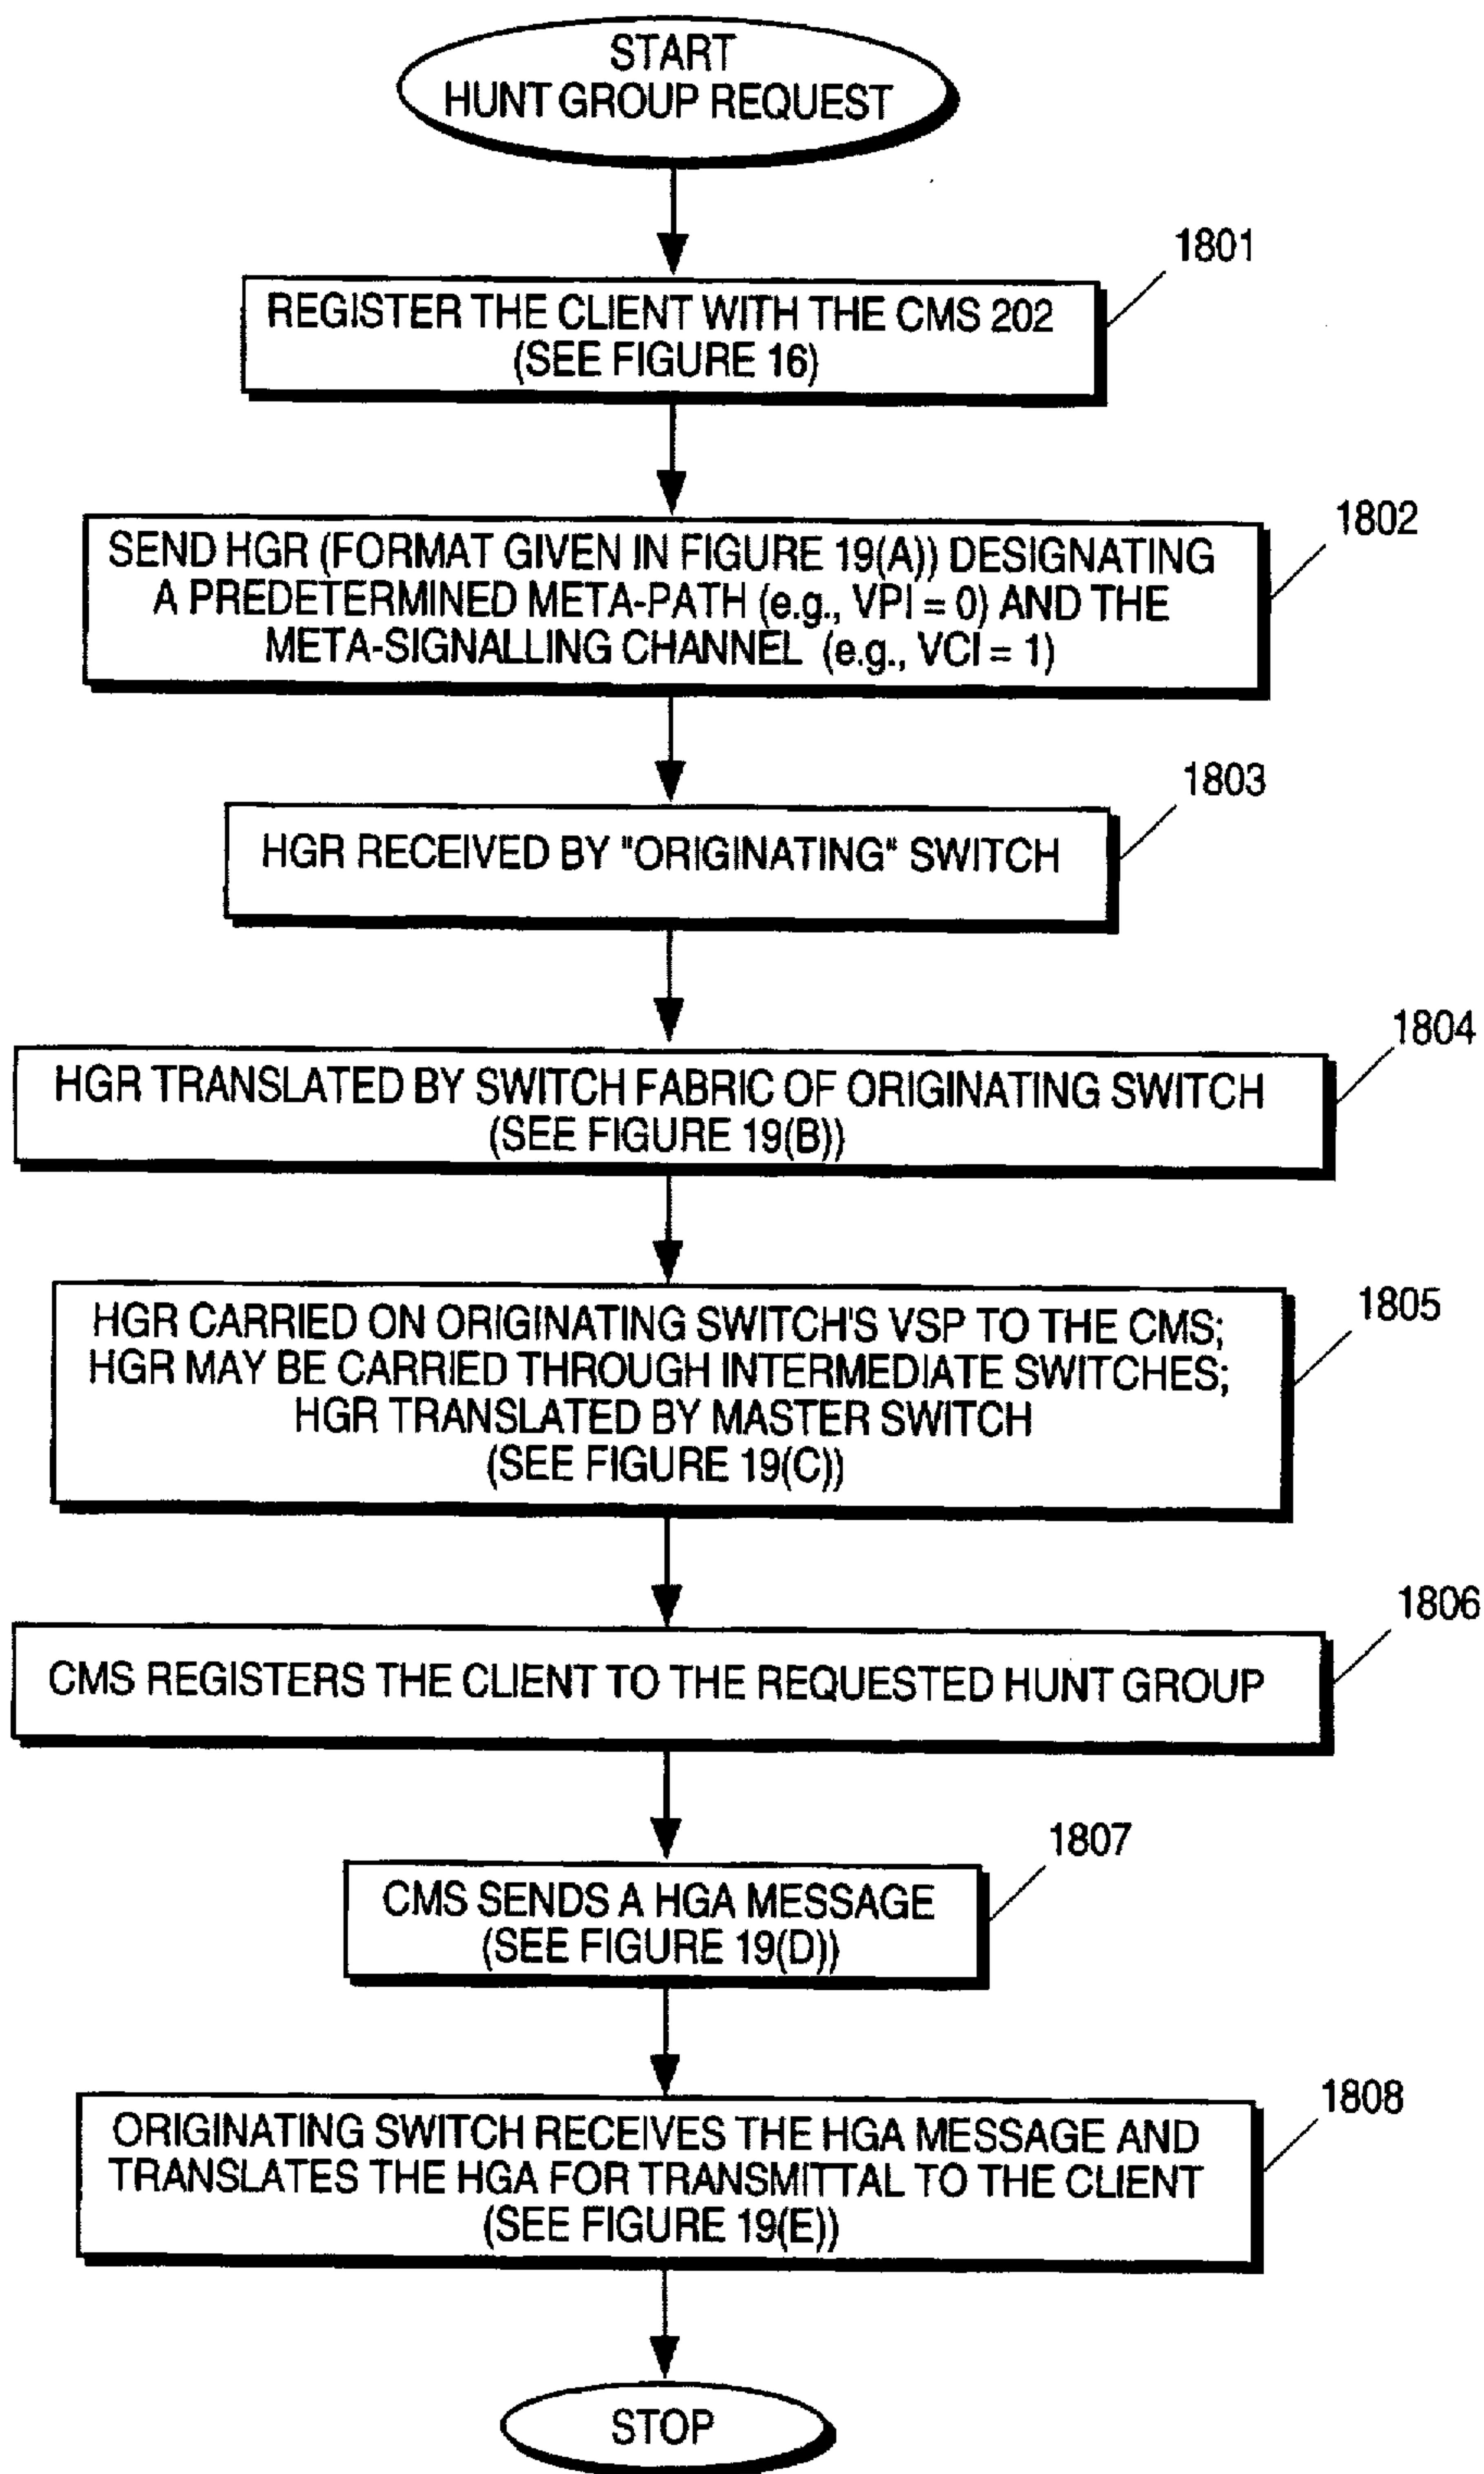 START
HUNT GROUP REQUEST
1801
REGISTER THE CLIENT WITH THE CMS 202
(SEE FIGURE 16)
1802
SEND HGR (FORMAT GIVEN IN FIGURE 19(A)) DESIGNATING
A PREDETERMINED META-PATH (e.g., VPI = 0) AND THE
META-SIGNALLING CHANNEL (e.g., VCI = 1)
1803
HGR RECEIVED BY "ORIGINATING" SWITCH
1804
HGR TRANSLATED BY SWITCH FABRIC OF ORIGINATING SWITCH
(SEE FIGURE 19(B))
1805
HGR CARRIED ON ORIGINATING SWITCH'S VSP TO THE CMS;
HGR MAY BE CARRIED THROUGH INTERMEDIATE SWITCHES;
HGR TRANSLATED BY MASTER SWITCH
(SEE FIGURE 19(C))
1806
CMS REGISTERS THE CLIENT TO THE REQUESTED HUNT GROUP
1807
CMS SENDS A HGA MESSAGE
(SEE FIGURE 19(D))
1808
ORIGINATING SWITCH RECEIVES THE HGA MESSAGE AND
TRANSLATES THE HGA FOR TRANSMITTAL TO THE CLIENT
(SEE FIGURE 19(E))
STOP